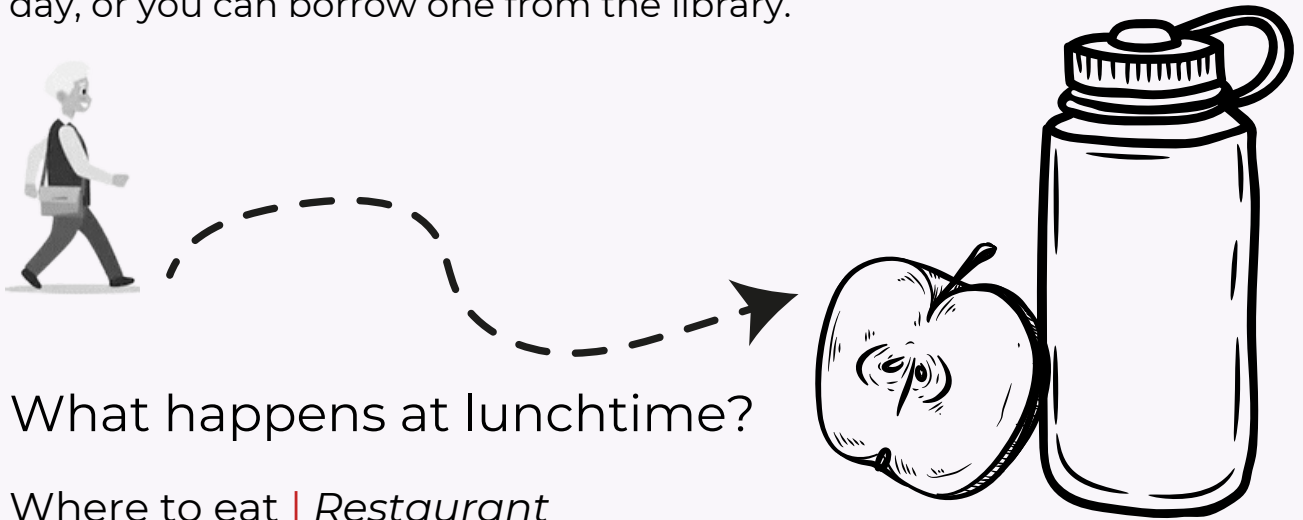 day, or you can borrow one from the library.
What happens at lunchtime?
Where to eat | Restaurant